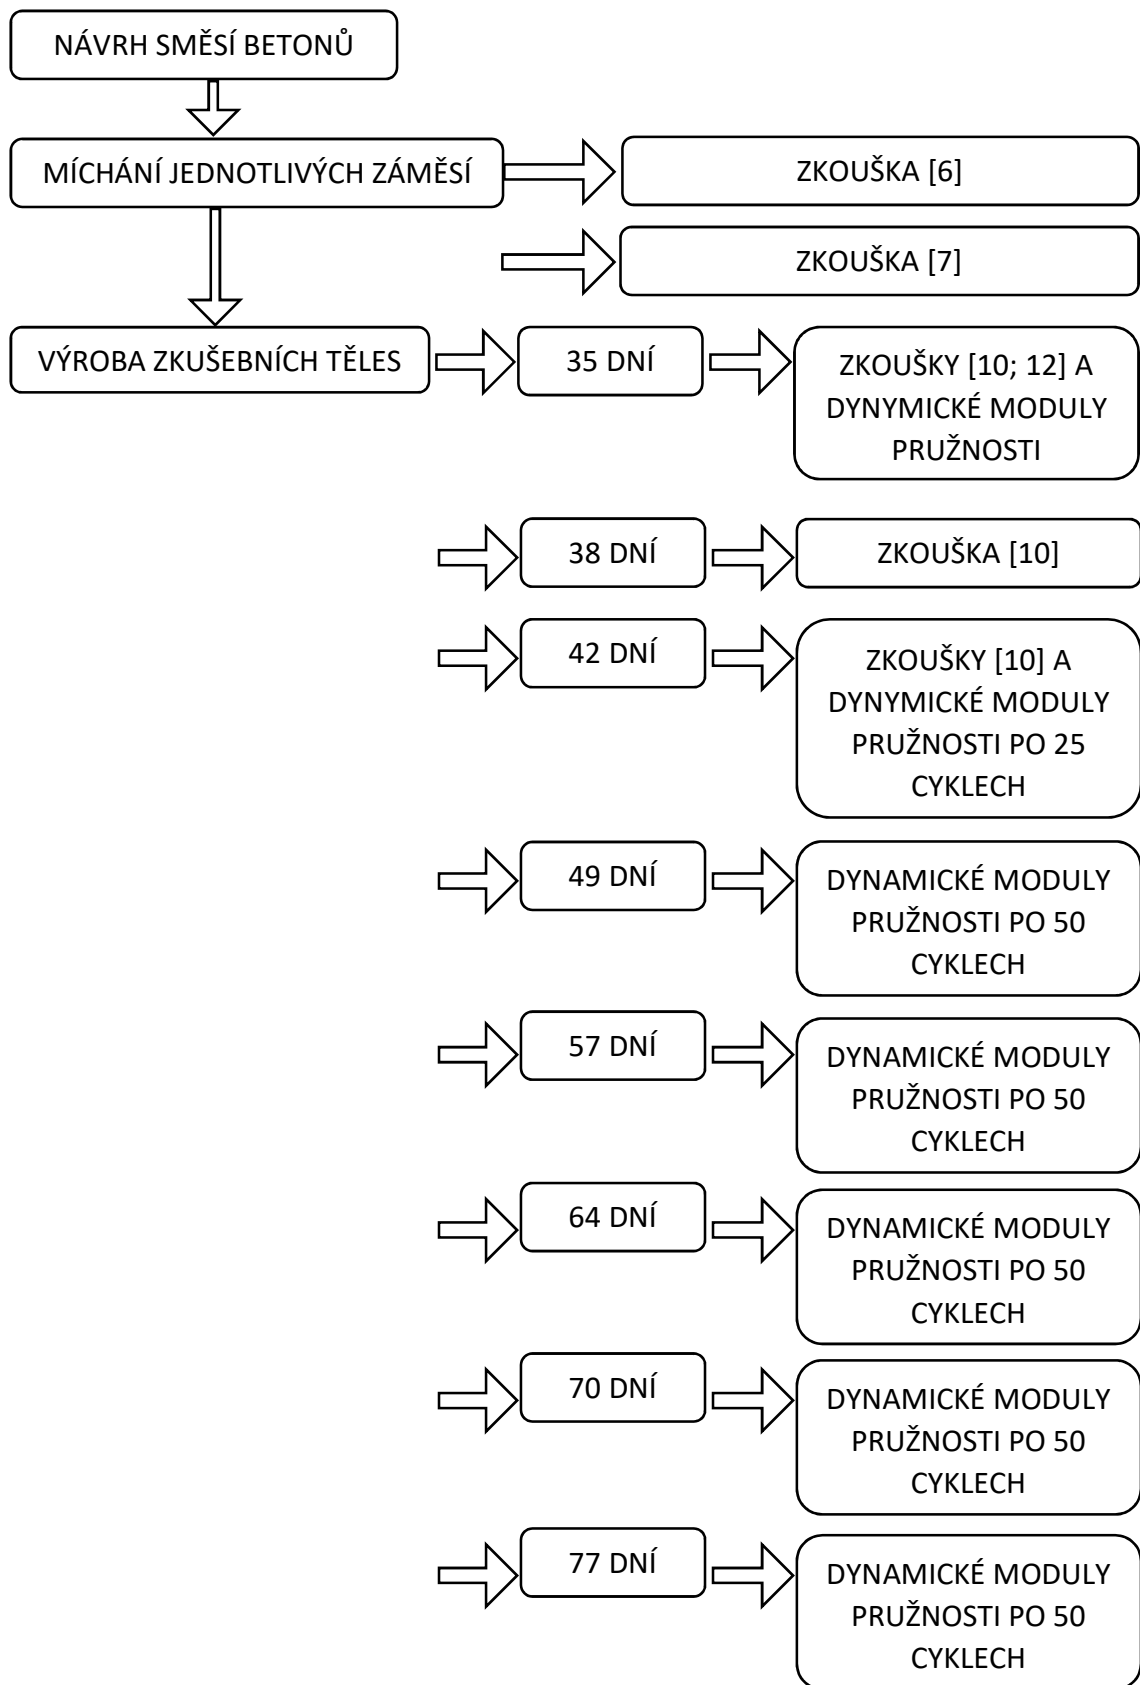 NÁVRH SMĚSÍ BETONŮ
MÍCHÁNÍ JEDNOTLIVÝCH ZÁMĚSÍ
ZKOUŠKA [6]
ZKOUŠKA [7]
VÝROBA ZKUŠEBNÍCH TĚLES
35 DNÍ
ZKOUŠKY [10; 12] A
DYNYMICKÉ MODULY
PRUŽNOSTI
38 DNÍ
ZKOUŠKA [10]
42 DNÍ
ZKOUŠKY [10] A
DYNYMICKÉ MODULY
PRUŽNOSTI PO 25
CYKLECH
49 DNÍ
DYNAMICKÉ MODULY
PRUŽNOSTI PO 50
CYKLECH
57 DNÍ
DYNAMICKÉ MODULY
PRUŽNOSTI PO 50
CYKLECH
64 DNÍ
DYNAMICKÉ MODULY
PRUŽNOSTI PO 50
CYKLECH
70 DNÍ
DYNAMICKÉ MODULY
PRUŽNOSTI PO 50
CYKLECH
77 DNÍ
DYNAMICKÉ MODULY
PRUŽNOSTI PO 50
CYKLECH